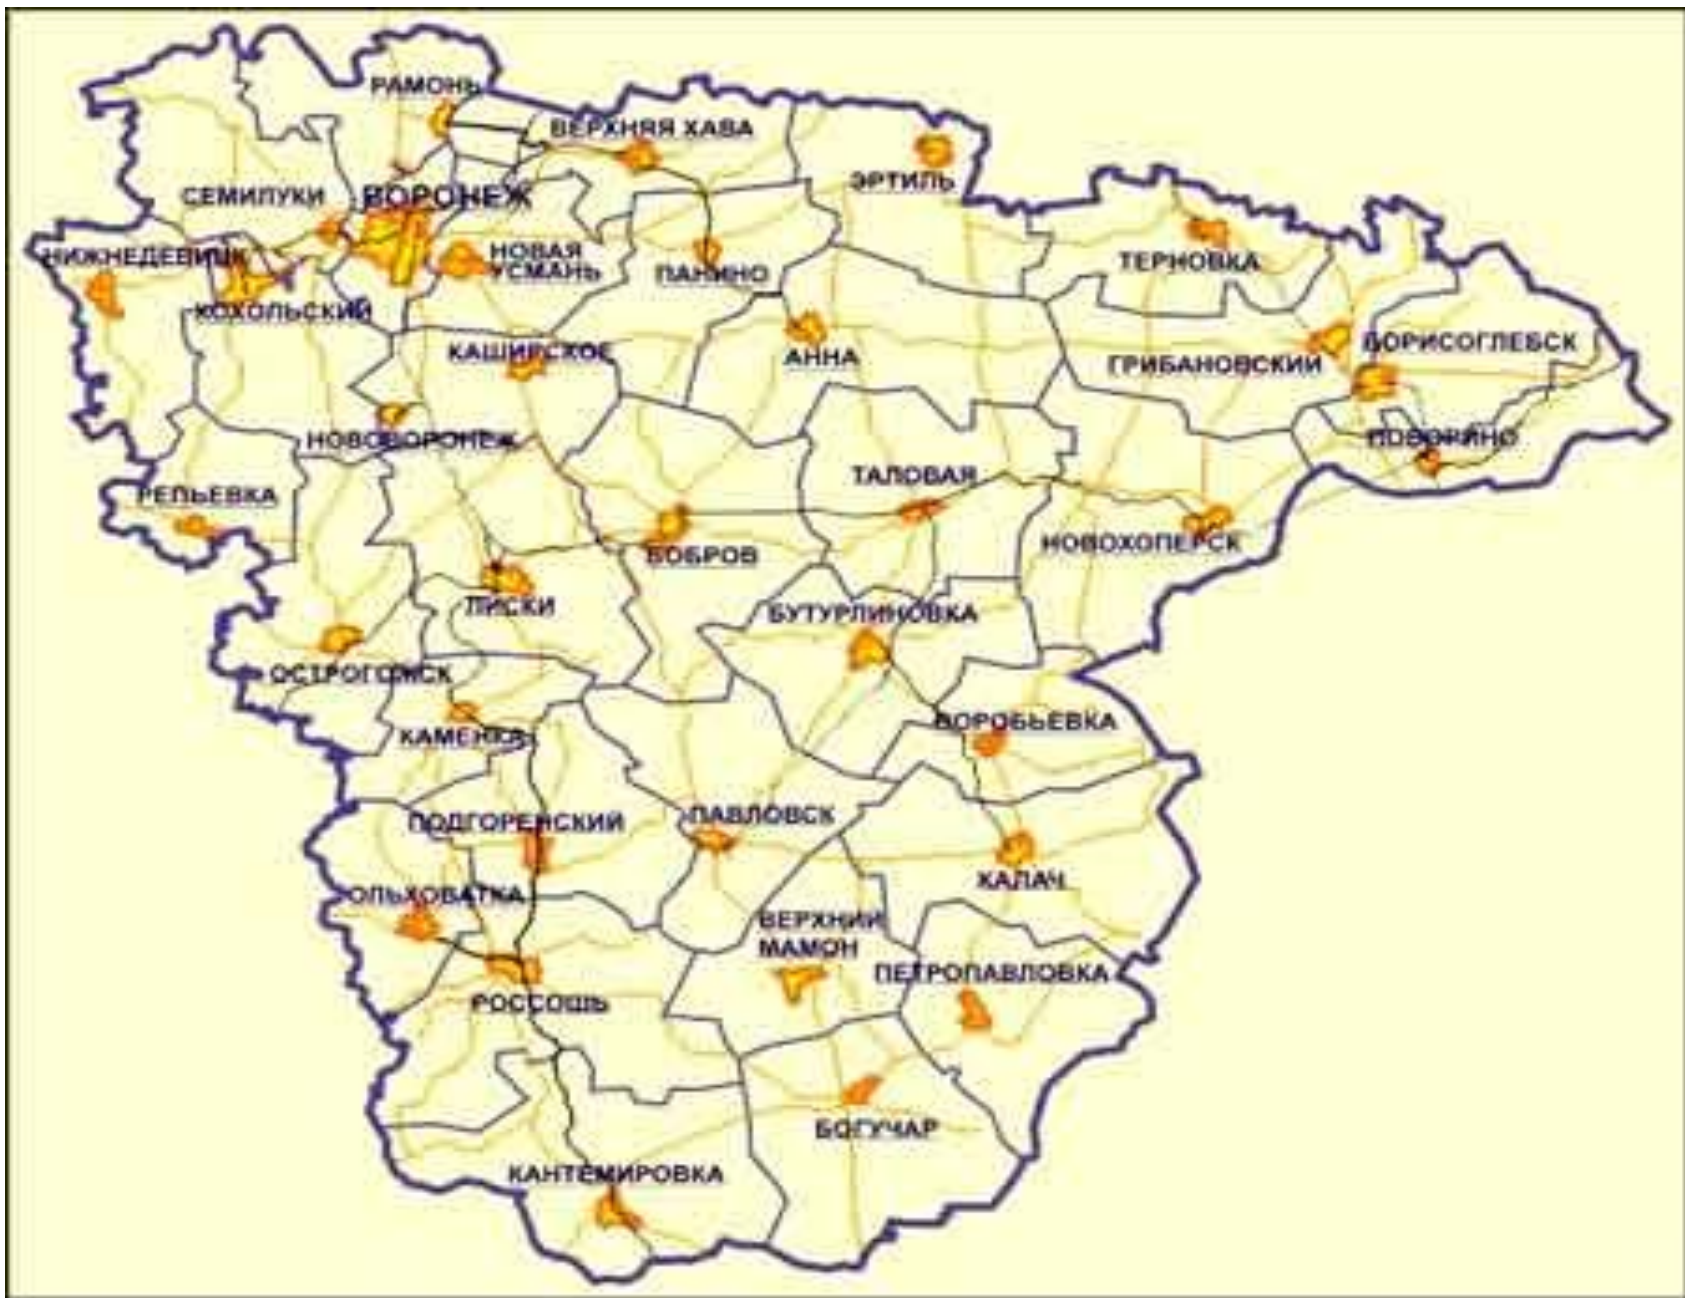 РАМОНЬ
ВЕРХНЯЯ ХАВА
ЭРТИЛЬ
СЕМИЛУКИ
ВОРОНЕЖ
НИЖНЕДЕВИЦК
НОВАЯ
УСМАНЬ
ПАНИНО
ТЕРНОВКА
ХОХОЛЬСКИЙ
КАШИРСКОЕ
АННА
ГРИБАНОВСКИЙ
БОРИСОГЛЕБСК
НОВОВОРОНЕЖ
ПОВОРИНО
РЕПЬЕВКА
ТАЛОВАЯ
БОБРОВ
НОВОХОПЕРСК
ЛИСКИ
БУТУРЛИНОВКА
ОСТРОГОЖСК
КАМЕНКА
ВОРОБЬЕВКА
ПОДГОРЕНСКИЙ
ПАВЛОВСК
КАЛАЧ
ОЛЬХОВАТКА
ВЕРХНИЙ
МАМОН
ПЕТРОПАВЛОВКА
РОССОШЬ
БОГУЧАР
КАНТЕМИРОВКА